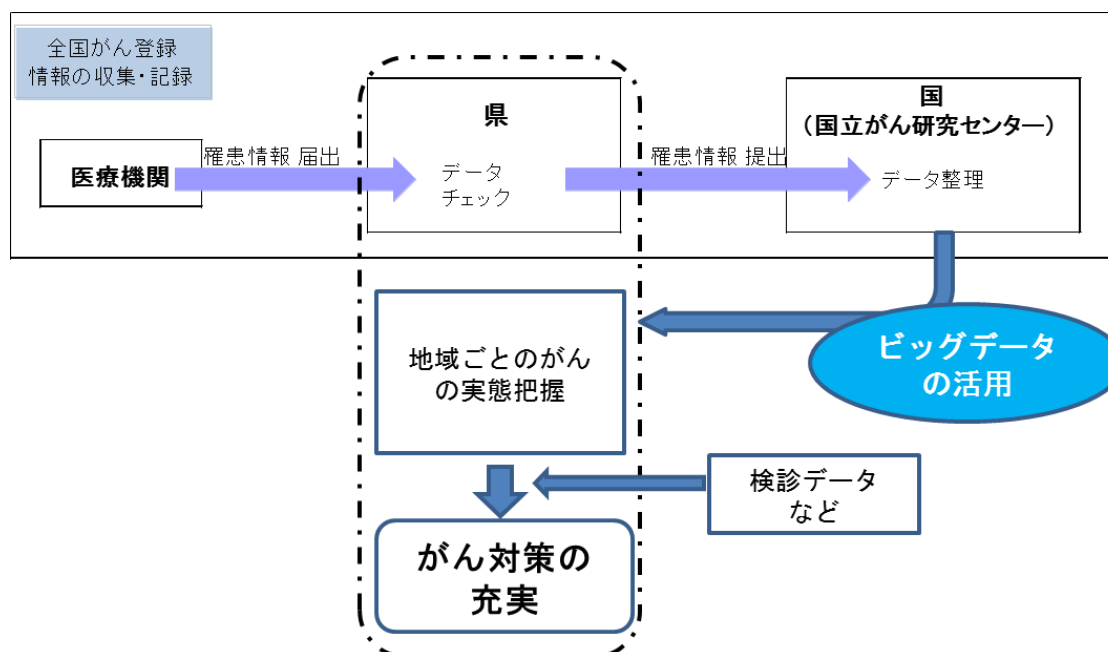 全国がん登録
情報の収集・記録
医療機関
罹患情報 届出
県
データ
チェック
罹患情報 提出
国
（国立がん研究センター）
データ整理
ビッグデータ
の活用
地域ごとのがん
の実態把握
検診データ
など
がん対策の
充実